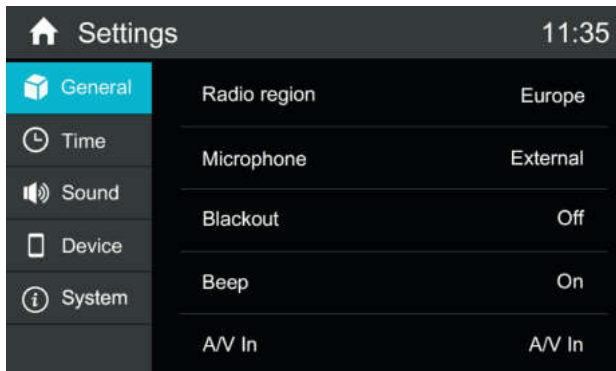 Settings 11:35
General
Time
Sound
Device
System
Radio region Europe
Microphone External
Blackout Off
Beep On
A/V In A/V In